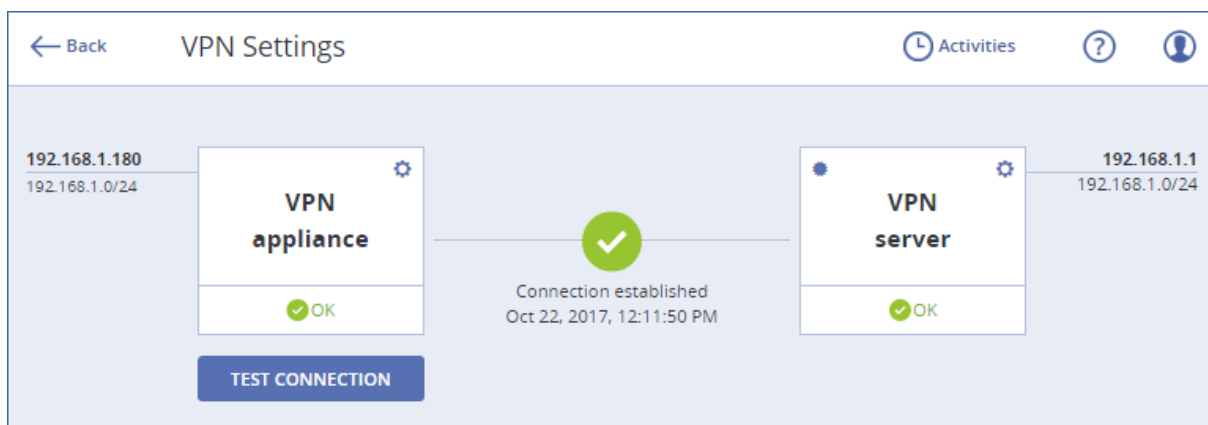 Back
VPN Settings
Activities
?
192.168.1.180
192.168.1.0/24
VPN
appliance
OK
TEST CONNECTION
Connection established
Oct 22, 2017, 12:11:50 PM
VPN
server
OK
192.168.1.1
192.168.1.0/24